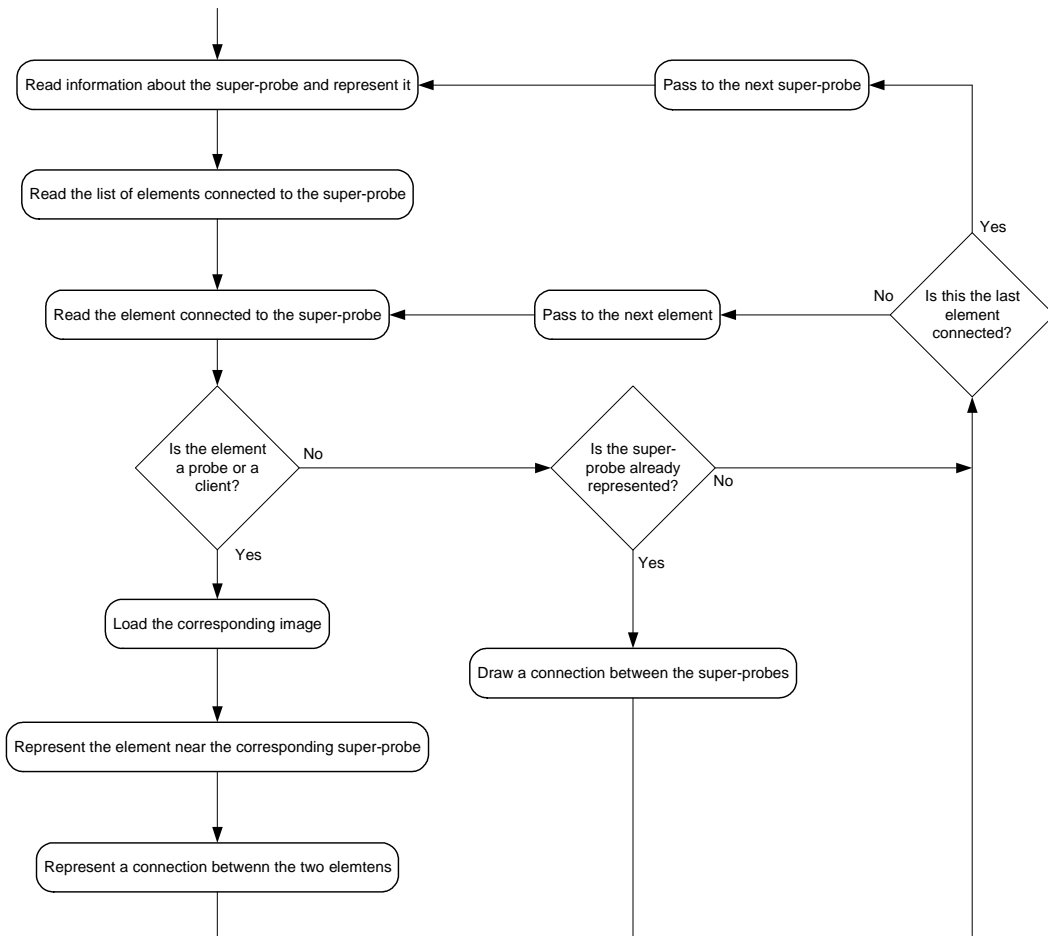 Read information about the super-probe and represent it
Pass to the next super-probe
Read the list of elements connected to the super-probe
Yes
Read the element connected to the super-probe
Pass to the next element
No
Is this the last
element
connected?
Is the element
a probe or a
client?
No
Is the super-
probe already
represented?
No
Yes
Yes
Load the corresponding image
Draw a connection between the super-probes
Represent the element near the corresponding super-probe
Represent a connection betwenn the two elemtens